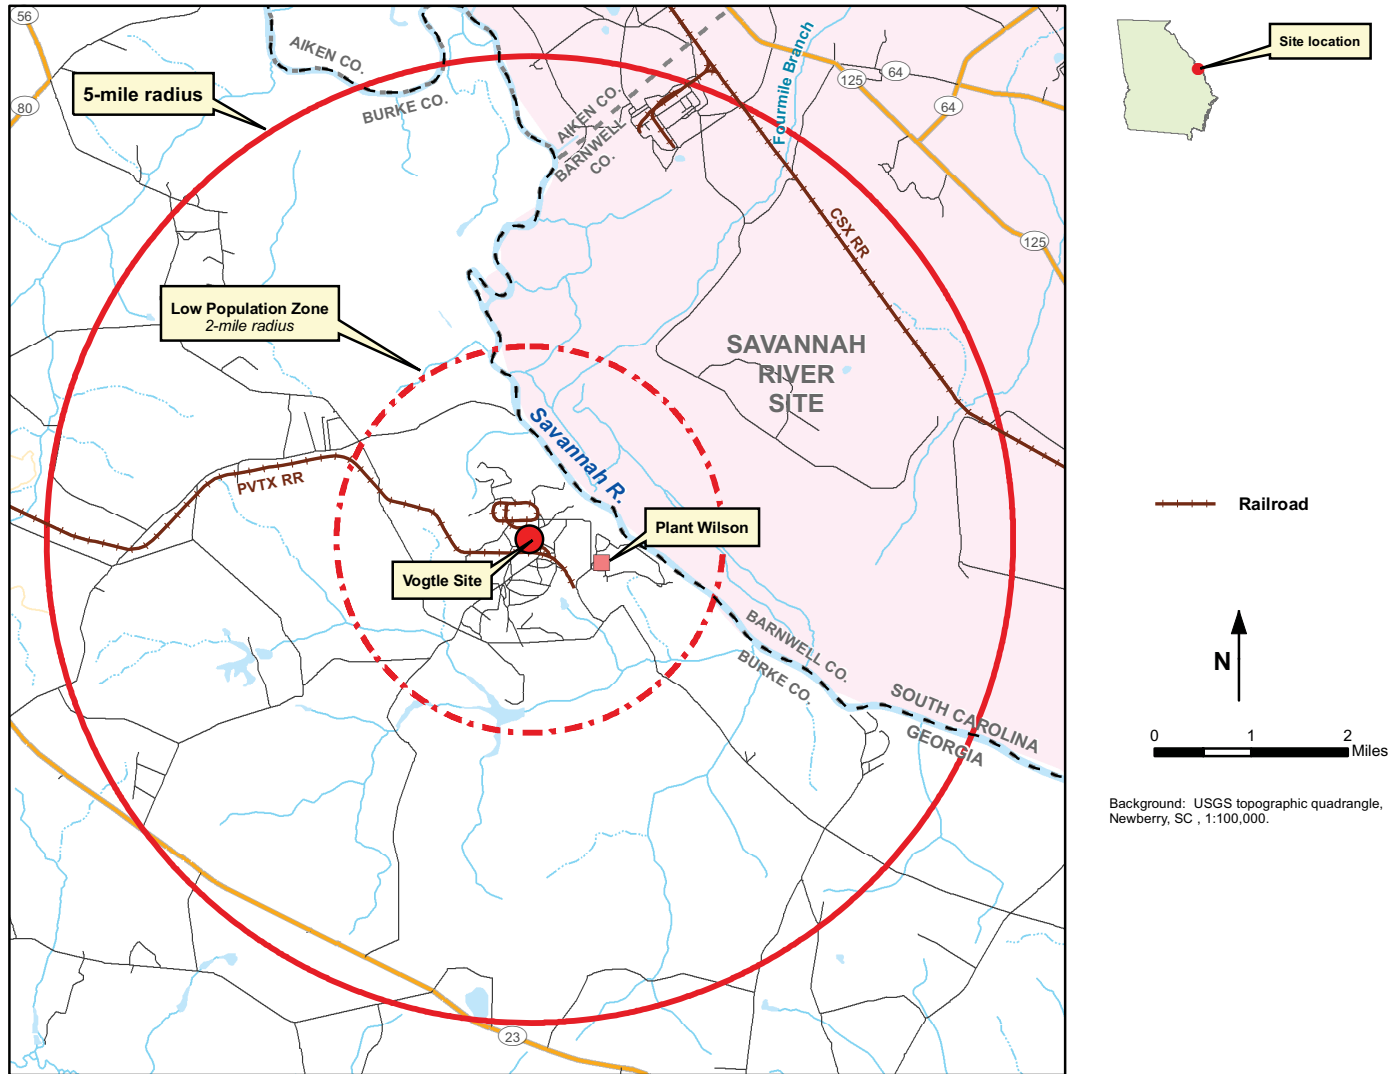 56
80
5-mile radius
AIKEN CO.
BURKE CO.
AIKEN CO.
BARNWELL
CO.
Fourmile Branch
125
64
64
125
CSX RR
Low Population Zone
2-mile radius
SAVANNAH
RIVER
SITE
Savannah R.
PVTX RR
Plant Wilson
Vogtle Site
BARNWELL CO.
BURKE CO,
SOUTH CAROLINA
GEORGIA
23
Site location
Railroad
N
0 1 2
Miles
Background: USGS topographic quadrangle,
Newberry, SC , 1:100,000.